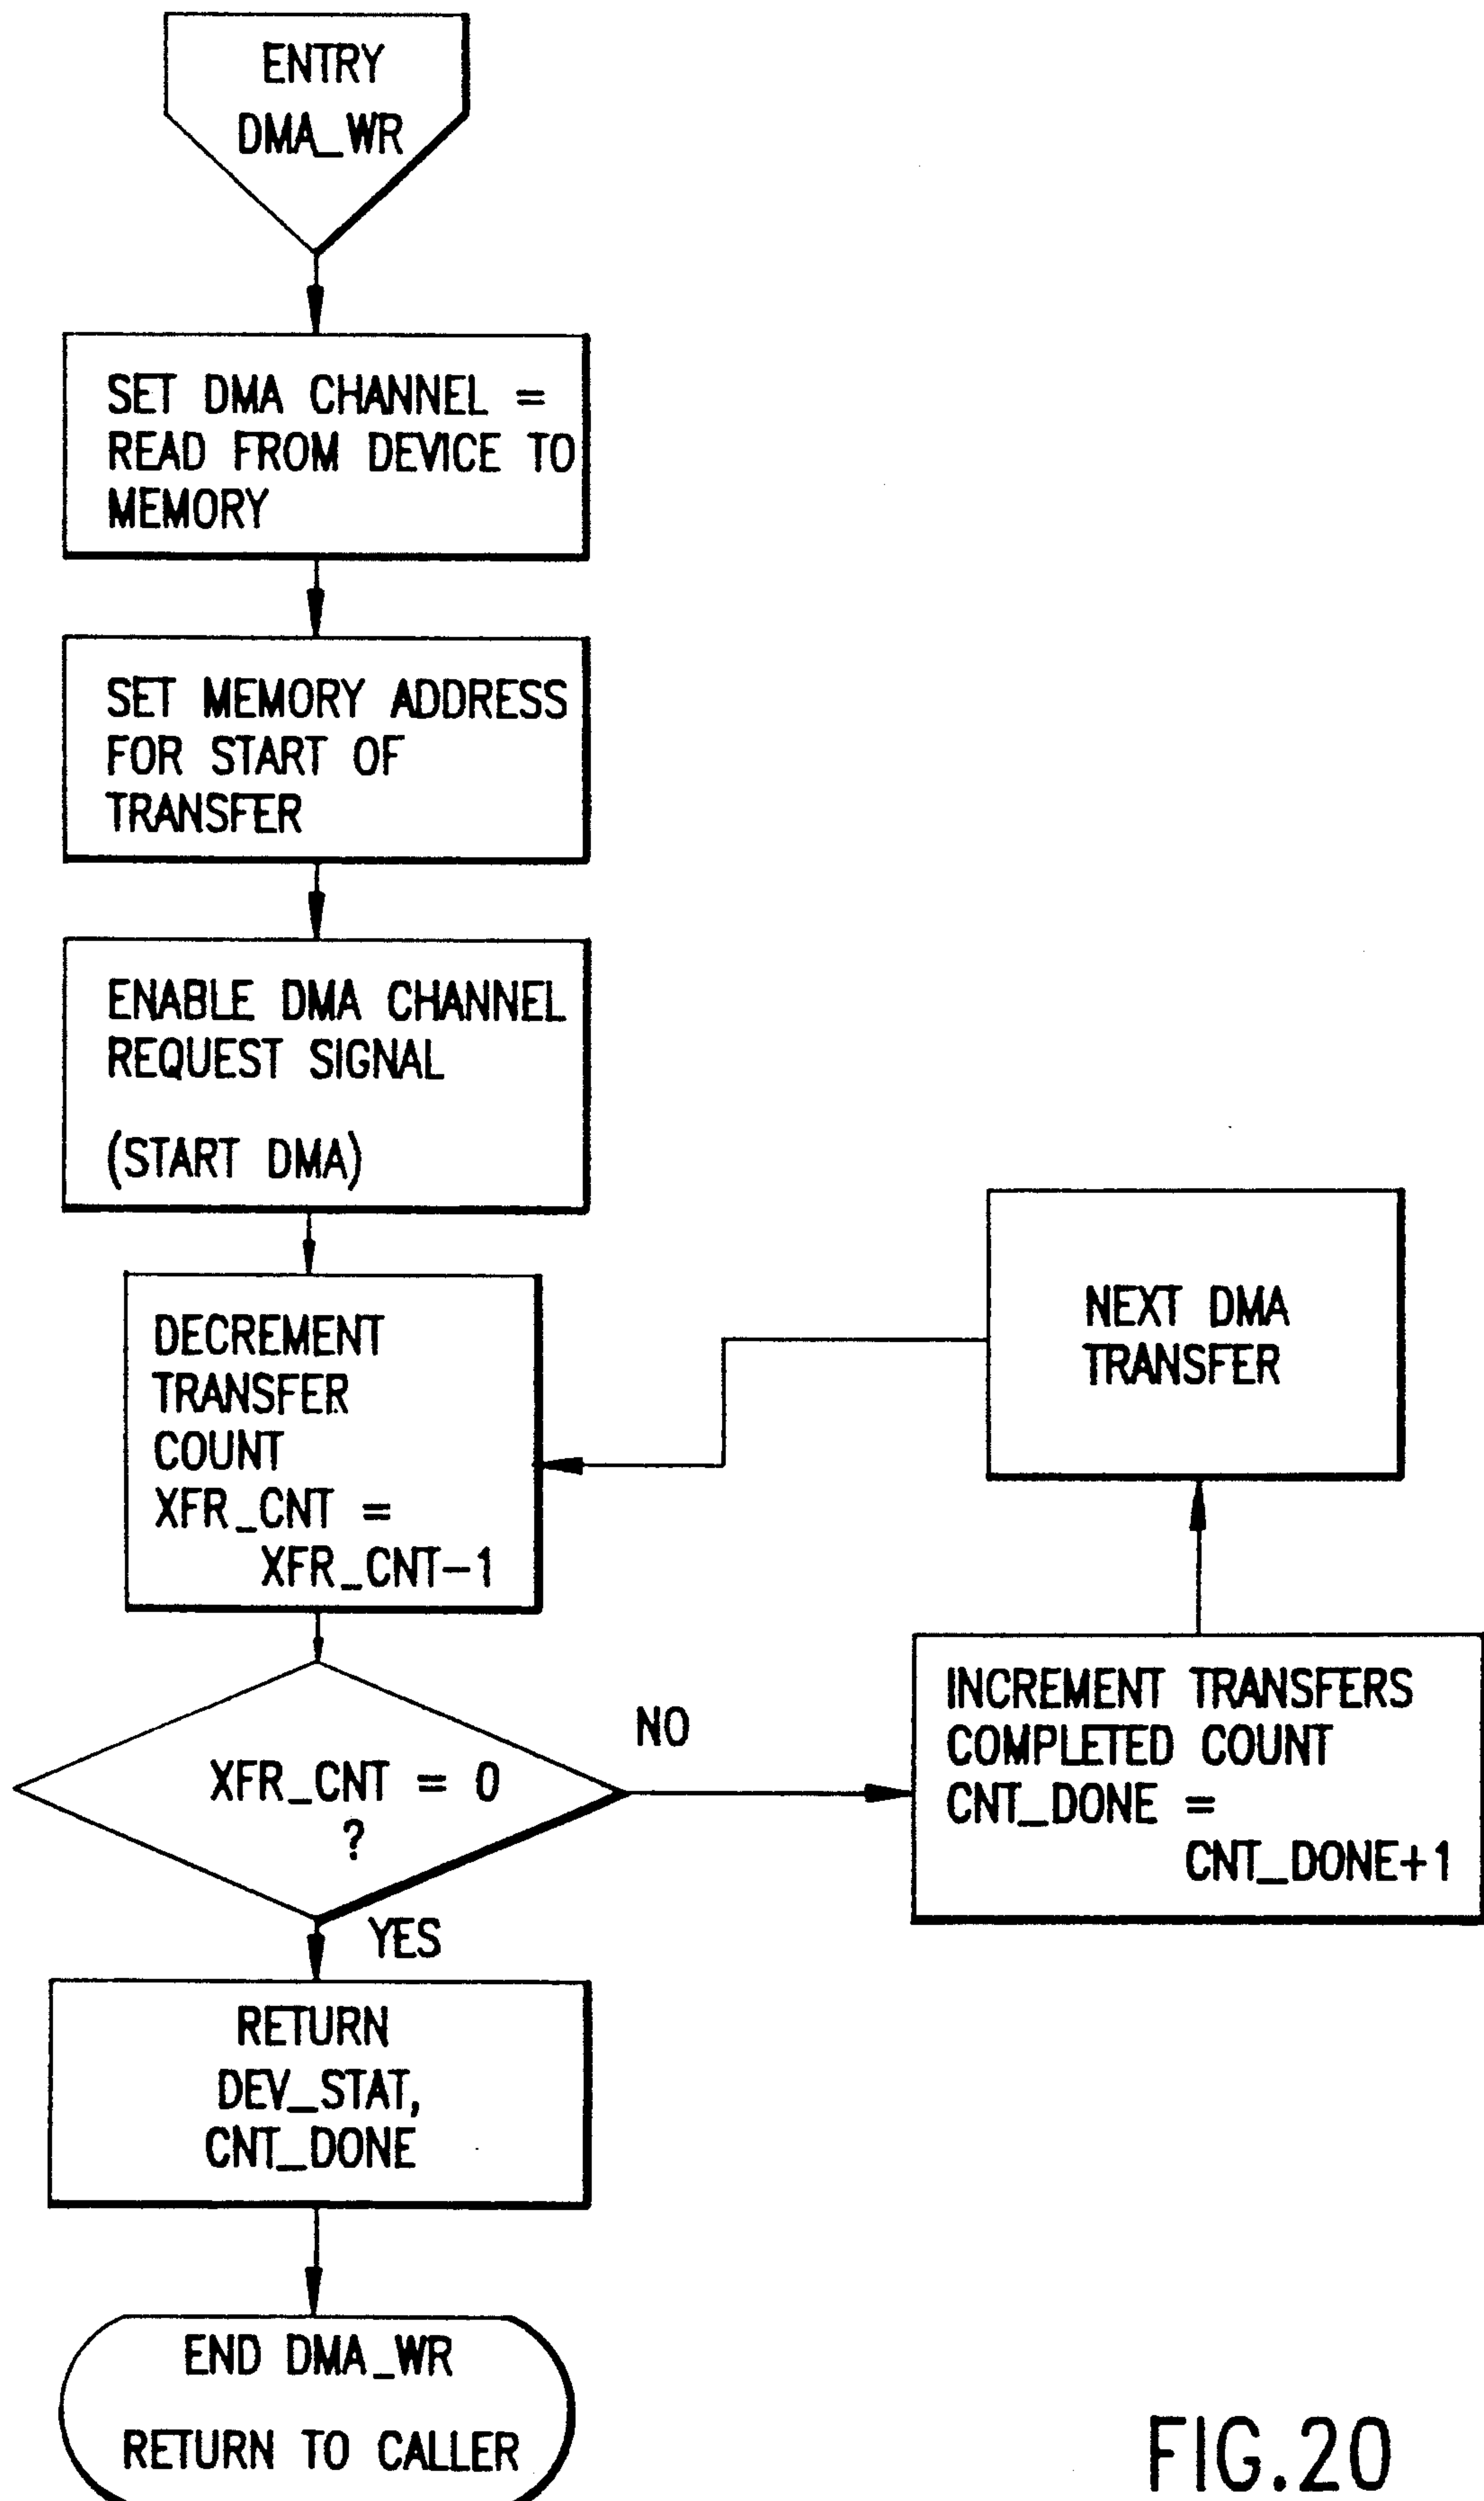 ENTRY
DMA_WR
SET DMA CHANNEL =
READ FROM DEVICE TO
MEMORY
SET MEMORY ADDRESS
FOR START OF
TRANSFER
ENABLE DMA CHANNEL
REQUEST SIGNAL
(START DMA)
DECREMENT
TRANSFER
COUNT
XFR_CNT =
XFR_CNT-1
NEXT DMA
TRANSFER
XFR_CNT = 0
?
NO
INCREMENT TRANSFERS
COMPLETED COUNT
CNT_DONE =
CNT_DONE+1
YES
RETURN
DEV_STAT,
CNT_DONE
END DMA_WR
RETURN TO CALLER
FIG.20